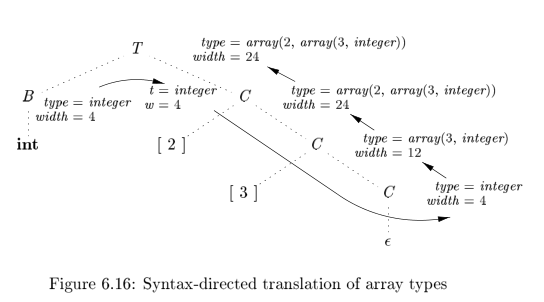 T
type = array(2, array(3, integer))
width = 24
B
type = integer
width = 4
t = integer
w = 4
C
type = array(2, array(3, integer))
width = 24
int
[ 2 ]
C
type = array(3, integer)
width = 12
[ 3 ]
C
type = integer
width = 4
ϵ
Figure 6.16: Syntax-directed translation of array types